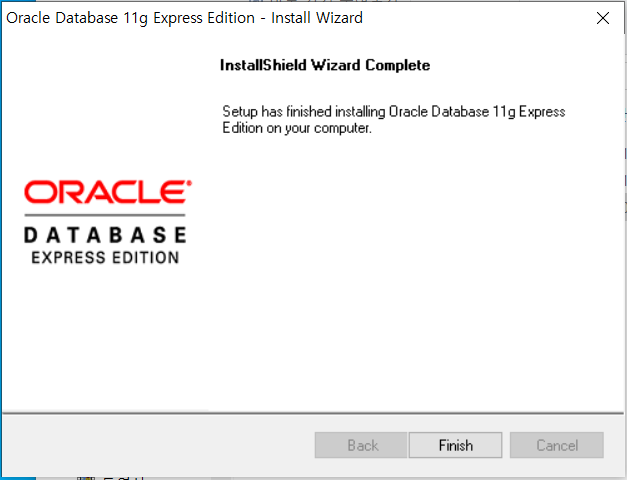 Oracle Database 11g Express Edition - Install Wizard
InstallShield Wizard Complete
Setup has finished installing Oracle Database 11g Express
Edition on your computer.
ORACLE
DATABASE
EXPRESS EDITION
Back
Finish
Cancel